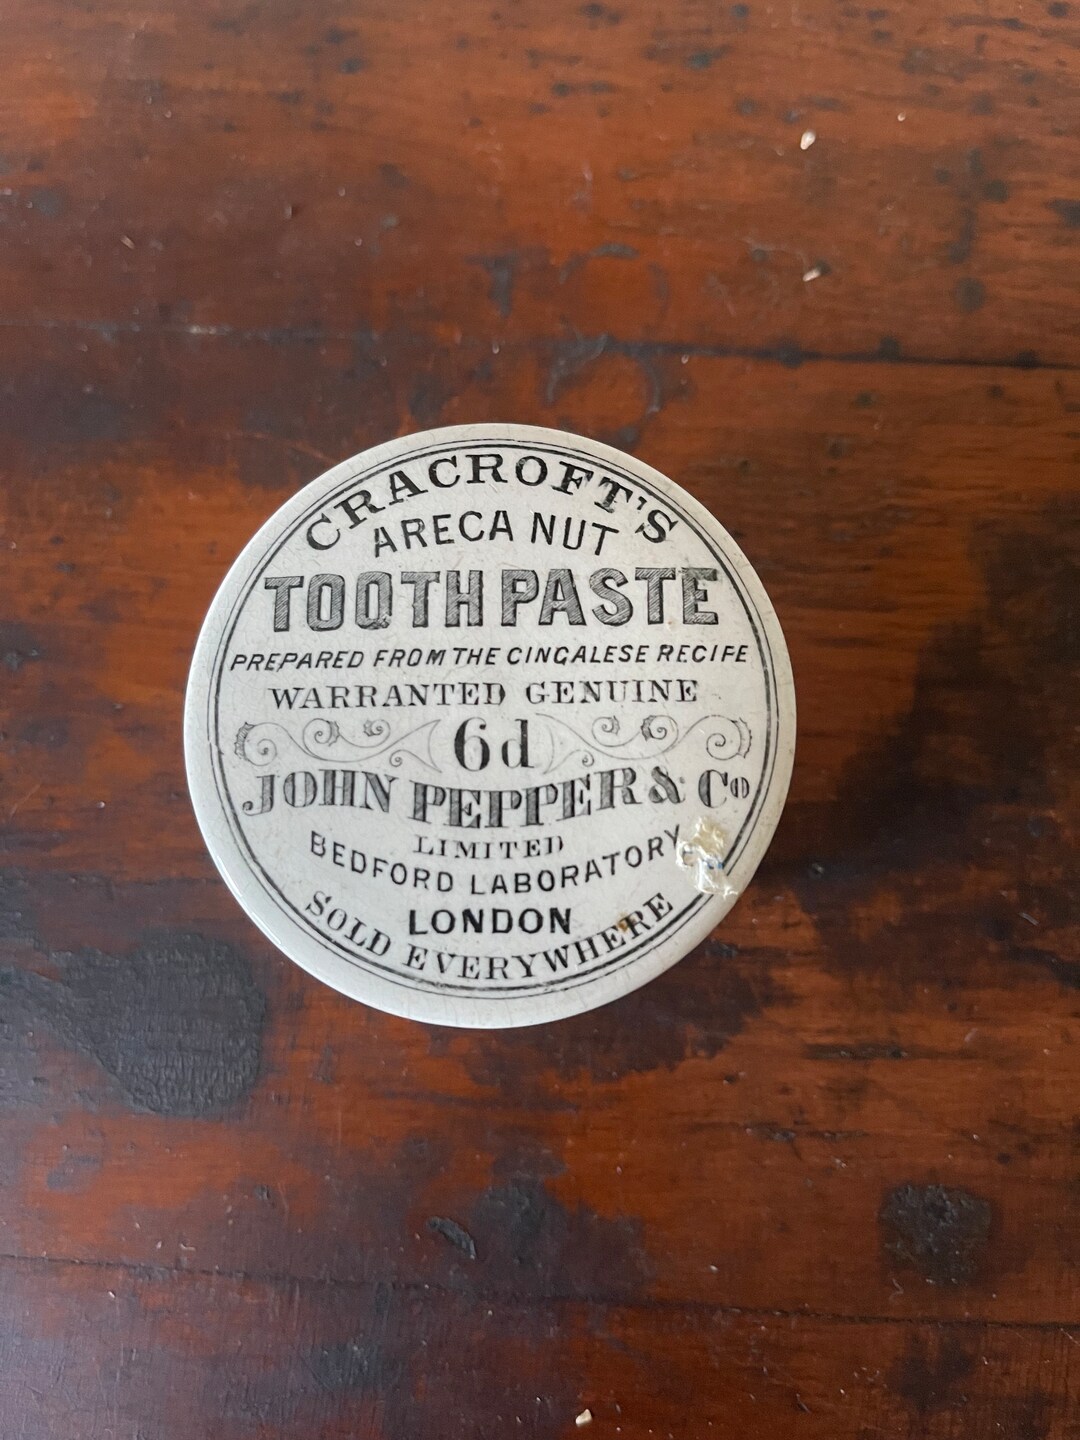 CRACROFT'S
ARECA NUT
TOOTH PASTE
PREPARED FROM THE CINGALESE RECIPE
WARRANTED GENUINE
6d
JOHN PEPPER & Co
LIMITED
BEDFORD LABORATORY
LONDON
SOLD EVERYWHERE